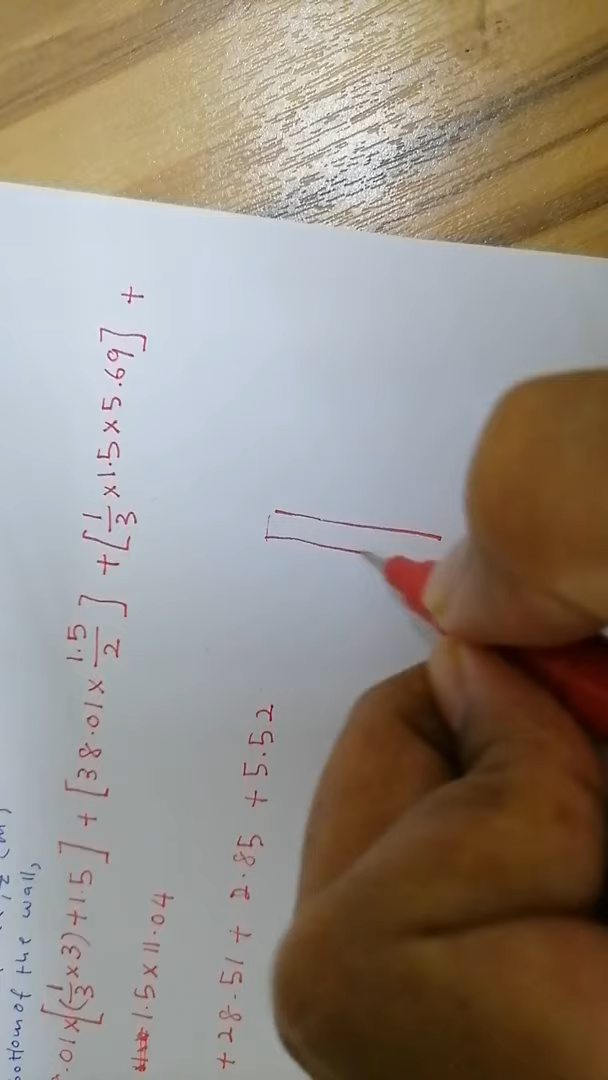 bottom of the wall,
.01×[(1/3×3)+1.5] + [38.01×1.5/2] + [1/3×1.5×5.69] +
1.5×11.04
+28.51+2.85+5.52